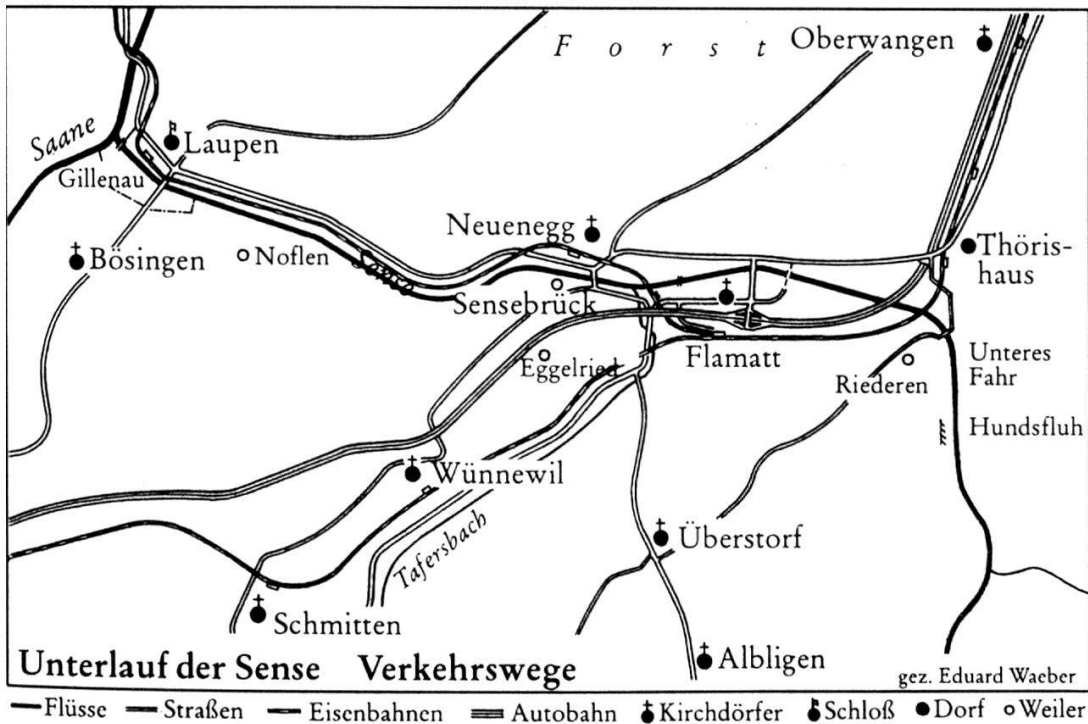 Forst
Oberwangen
Saane
Laupen
Gillenau
Neuenegg
Bösingen
Noflen
Thöris-
haus
Sensebrück
Eggelried
Flamatt
Unteres
Fahr
Riederen
Hundsfluh
Wünnewil
Tafersbach
Überstorf
Schmitten
Albligen
Unterlauf der Sense Verkehrswege
gez. Eduard Waeber
Flüsse Straßen Eisenbahnen Autobahn Kirchdörfer Schloß Dorf Weiler